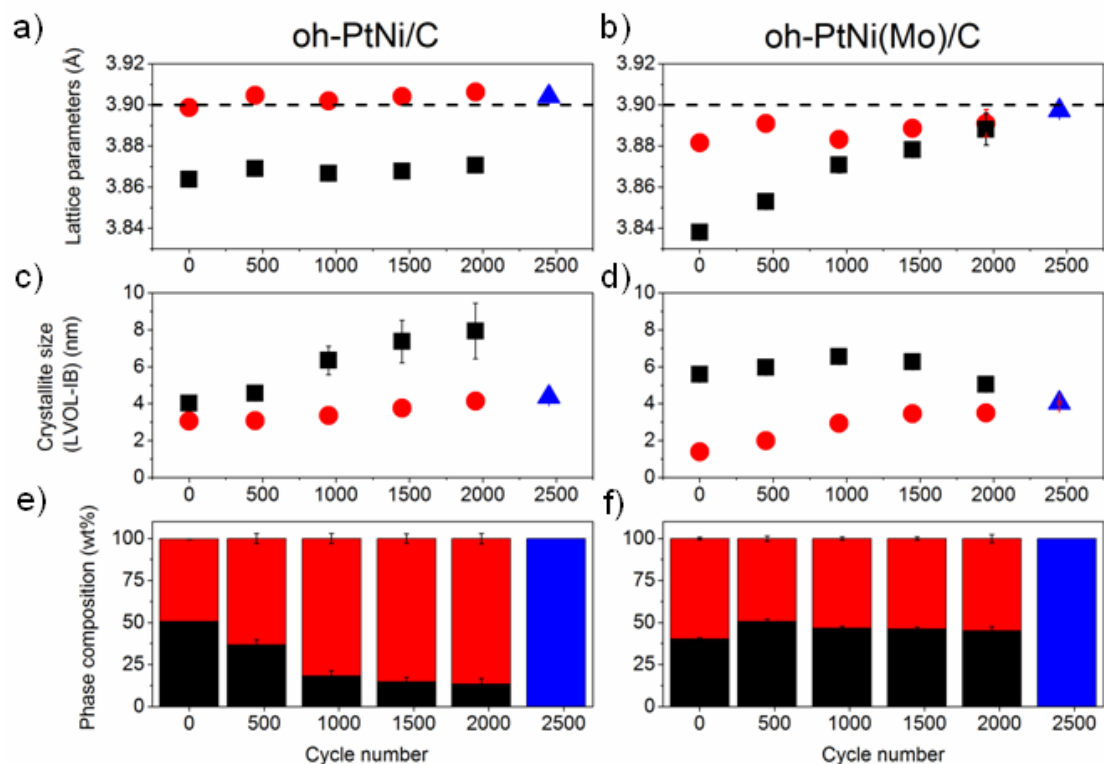 a)
oh-PtNi/C
b)
oh-PtNi(Mo)/C
Lattice parameters (Å)
3.92
3.90
3.88
3.86
3.84
0 500 1000 1500 2000 2500
3.92
3.90
3.88
3.86
3.84
0 500 1000 1500 2000 2500
c)
Crystallite size
(LVOL-IB) (nm)
10
8
6
4
2
0
0 500 1000 1500 2000 2500
d)
10
8
6
4
2
0
0 500 1000 1500 2000 2500
e)
Phase composition (wt%)
100
75
50
25
0
0 500 1000 1500 2000 2500
Cycle number
f)
100
75
50
25
0
0 500 1000 1500 2000 2500
Cycle number